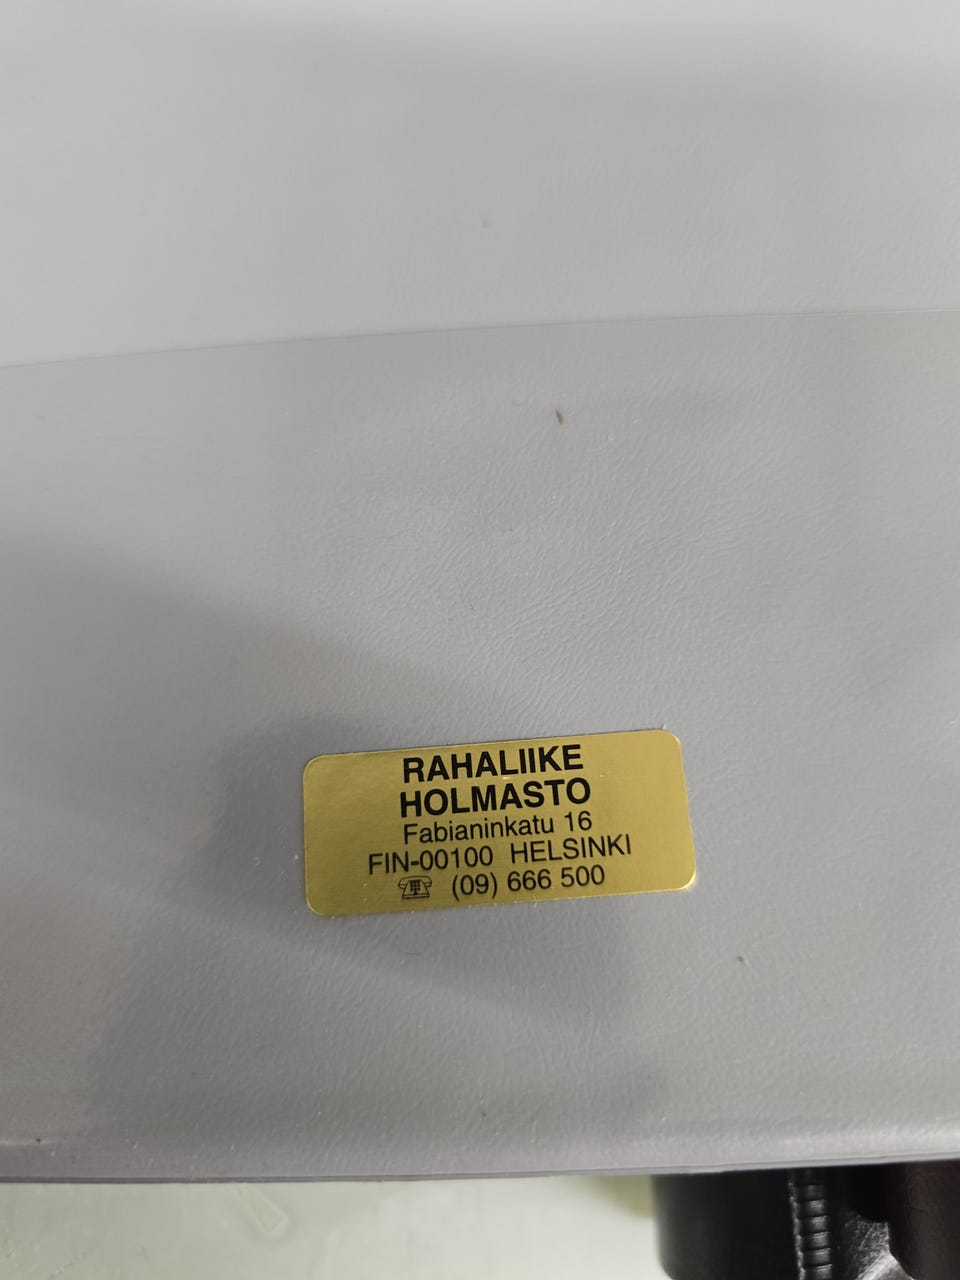 RAHALIIKE
HOLMASTO
Fabianinkatu 16
FIN-00100 HELSINKI
(09) 666 500